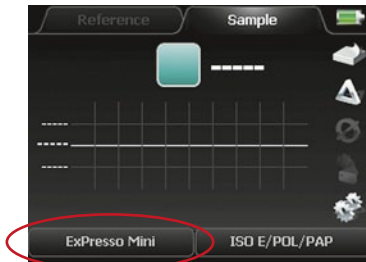 Reference Sample
-----
-----
-----
-----
ExPresso Mini ISO E/POL/PAP